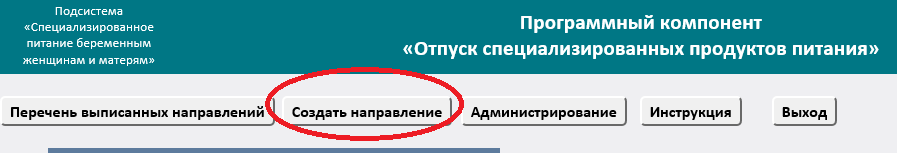 Подсистема
«Специализированное
питание беременным
женщинам и матерям»
Программный компонент
«Отпуск специализированных продуктов питания»
Перечень выписанных направлений Создать направление Администрирование Инструкция Выход